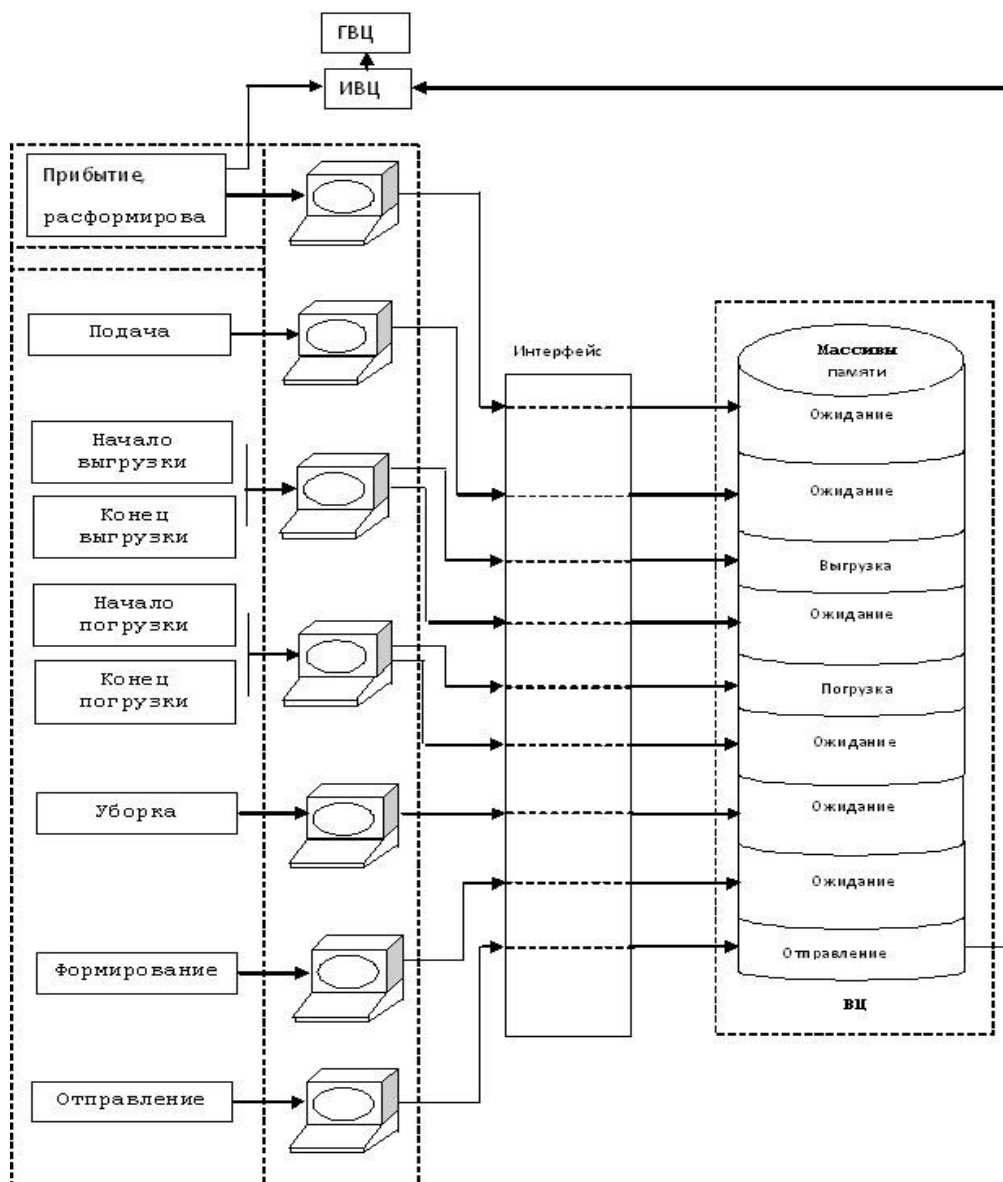 ГВЦ
ИВЦ
Прибытие,
расформирова
Подача
Начало
выгрузки
Конец
выгрузки
Начало
погрузки
Конец
погрузки
Уборка
Формирование
Отправление
Интерфейс
Массивы
памяти
Ожидание
Ожидание
Выгрузка
Ожидание
Погрузка
Ожидание
Ожидание
Ожидание
Отправление
ВЦ